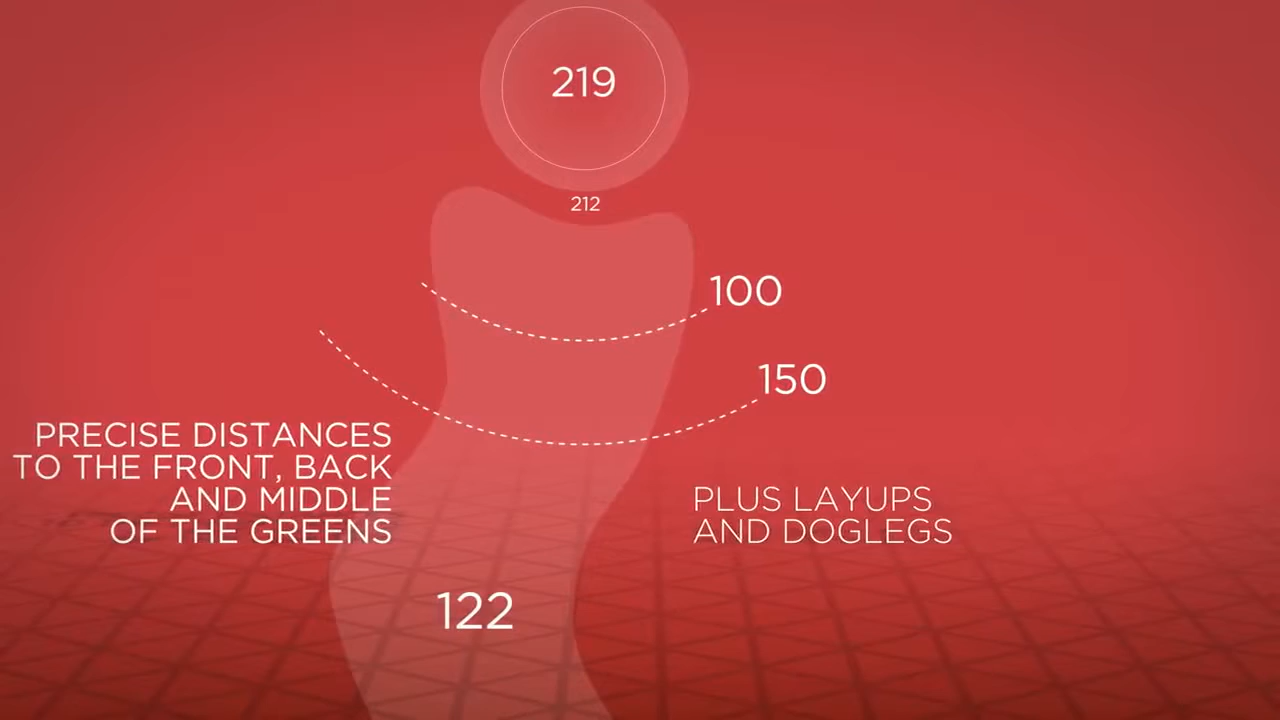 219
212
100
150
PRECISE DISTANCES
TO THE FRONT, BACK
AND MIDDLE
OF THE GREENS
PLUS LAYUPS
AND DOGLEGS
122